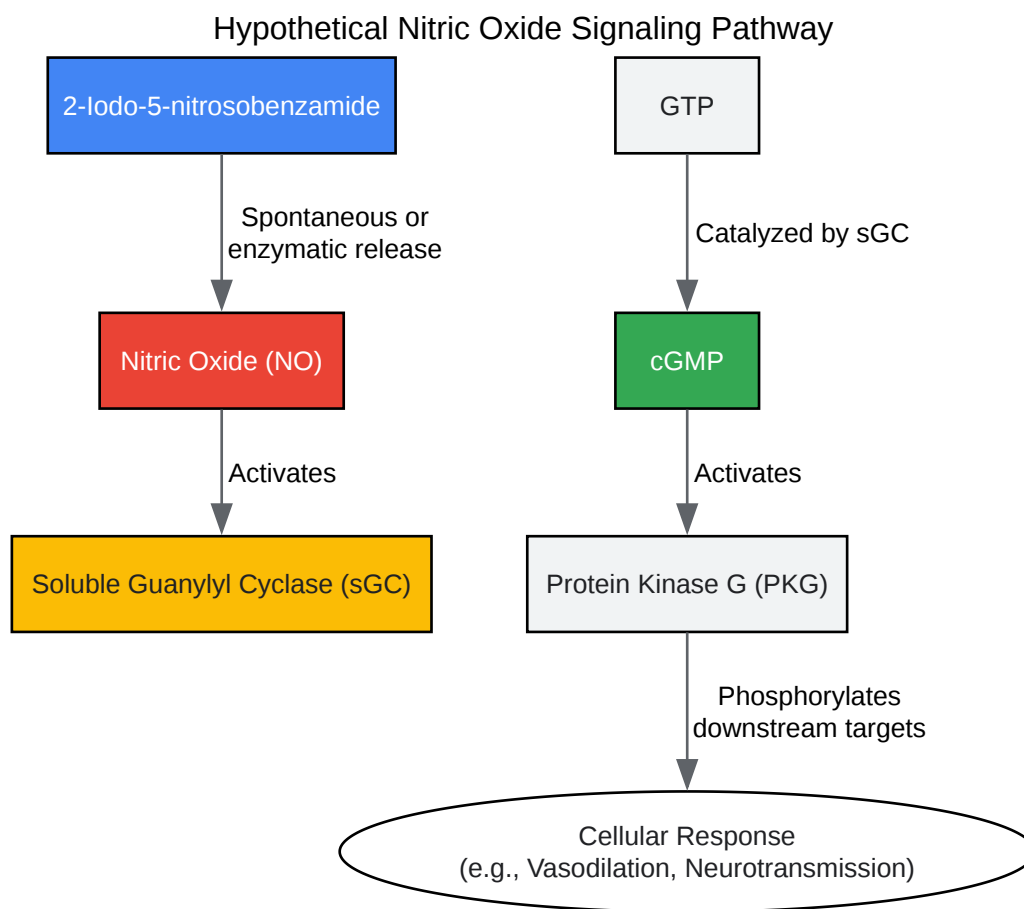 Hypothetical Nitric Oxide Signaling Pathway
2-Iodo-5-nitrosobenzamide
GTP
Spontaneous or
enzymatic release
Catalyzed by sGC
Nitric Oxide (NO)
cGMP
Activates
Activates
Soluble Guanylyl Cyclase (sGC)
Protein Kinase G (PKG)
Phosphorylates
downstream targets
Cellular Response
(e.g., Vasodilation, Neurotransmission)